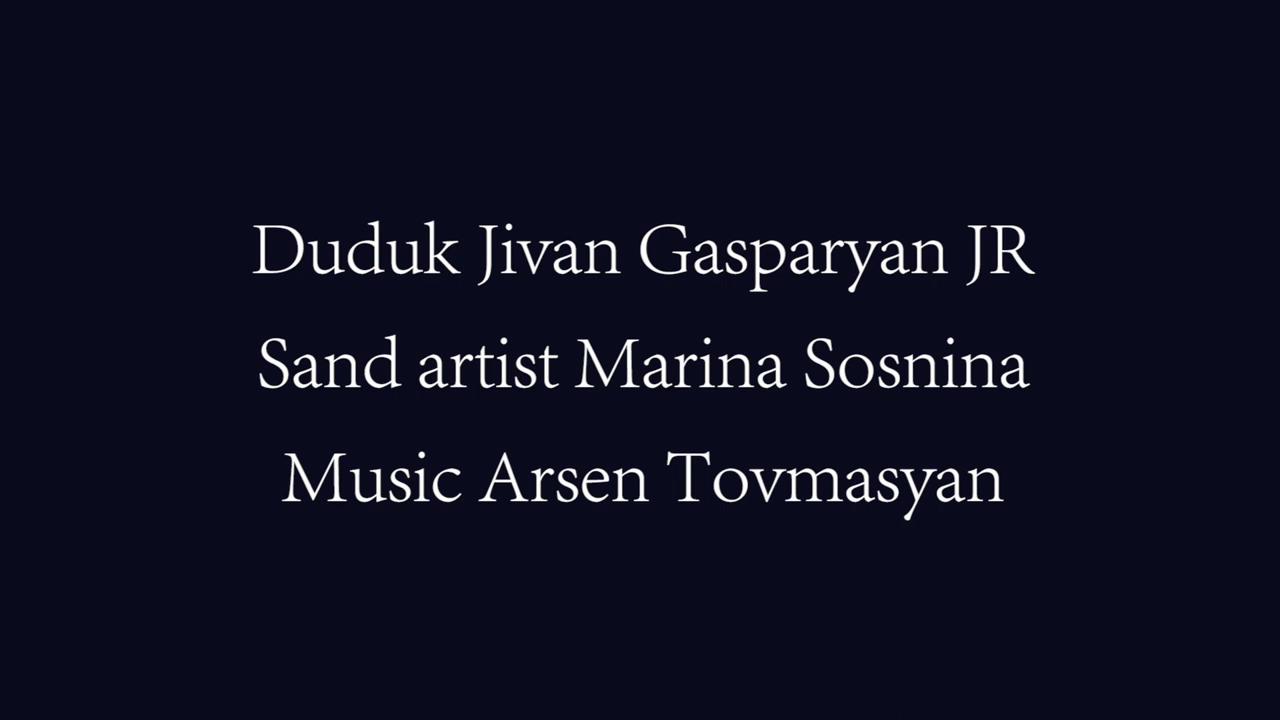 Duduk Jivan Gasparyan JR
Sand artist Marina Sosnina
Music Arsen Tovmasyan